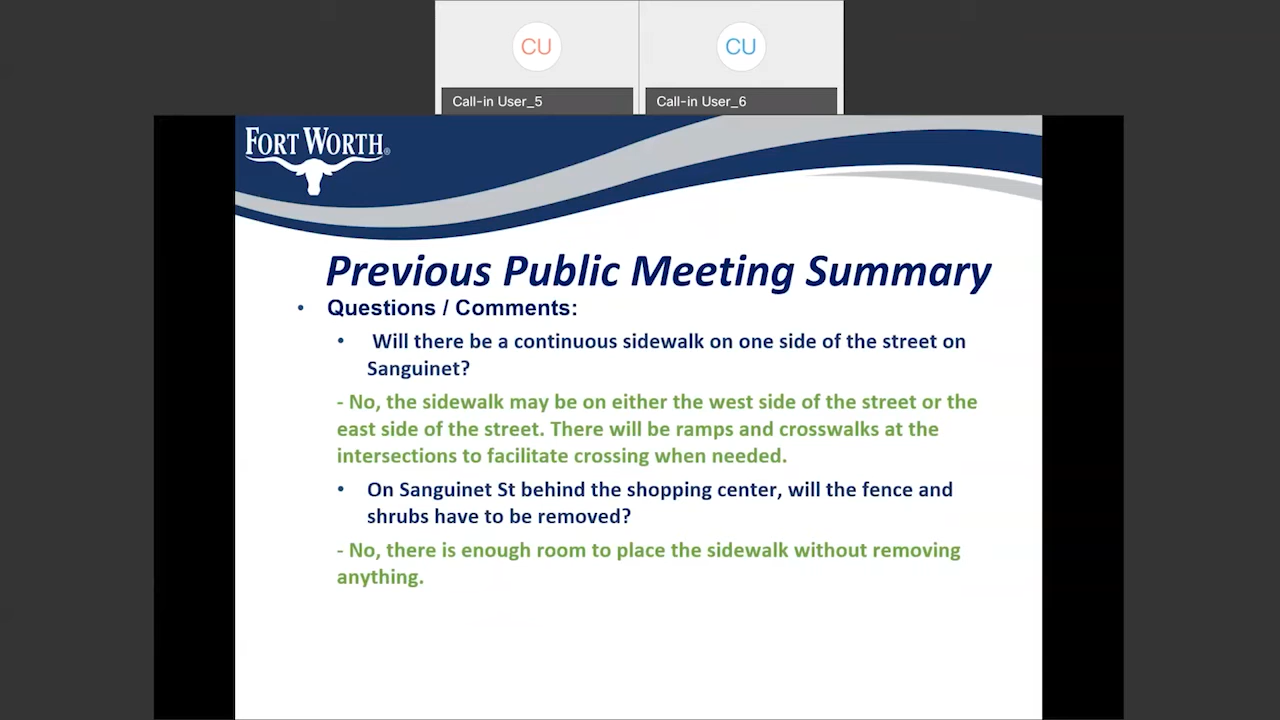 CU CU
Call-in User_5 Call-in User_6
FORT WORTH®
Previous Public Meeting Summary
• Questions / Comments:
• Will there be a continuous sidewalk on one side of the street on
Sanguinet?
- No, the sidewalk may be on either the west side of the street or the
east side of the street. There will be ramps and crosswalks at the
intersections to facilitate crossing when needed.
• On Sanguinet St behind the shopping center, will the fence and
shrubs have to be removed?
- No, there is enough room to place the sidewalk without removing
anything.